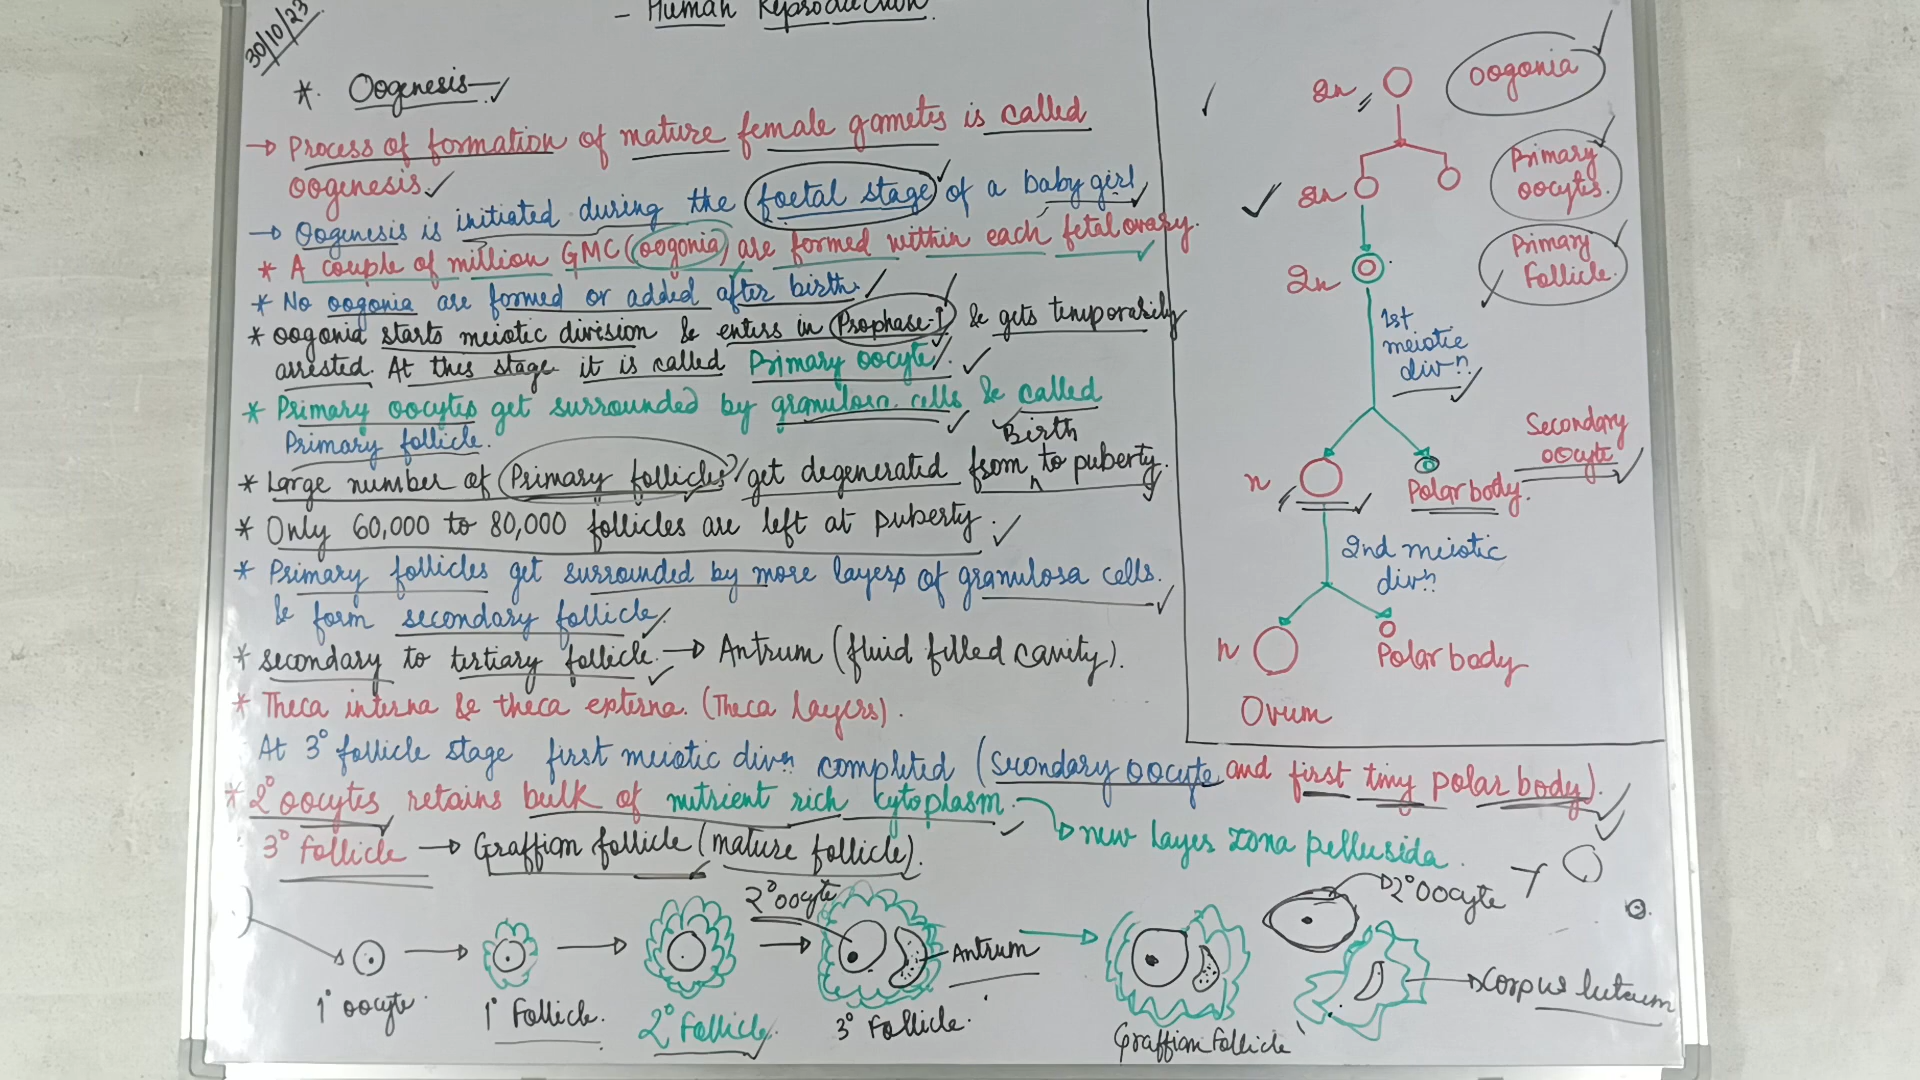 30/10/23
- Human Reproduction.
* Oogenesis
→ Process of formation of mature female gametes is called
oogenesis
→ Oogenesis is initiated during the foetal stage of a baby girl
* A couple of million GMC (oogonia) are formed within each fetal ovary.
* No oogonia are formed or added after birth.
* oogonia starts meiotic division & enters in Prophase-I & gets temporarily
arrested. At this stage it is called Primary oocyte.
* Primary oocytes get surrounded by granulosa cells & called
Primary follicle.
Birth
* Large number of (Primary follicles) get degenerated from ^ to puberty.
* Only 60,000 to 80,000 follicles are left at puberty.
* Primary follicles get surrounded by more layers of granulosa cells.
& form secondary follicle.
* secondary to tertiary follicle. → Antrum (fluid filled cavity).
* Theca interna & theca externa. (Theca layers).
At 3° follicle stage first meiotic divn completed (Secondary oocyte and first tiny polar body).
* 2° oocytes retains bulk of nutrient rich cytoplasm. → new layer zona pellusida.
3° follicle → Graffian follicle (mature follicle).
2° oocyte
Antrum
2° Oocyte
Corpus luteum
1° oocyte.
1° Follicle.
2° Follicle.
3° Follicle.
Graffian Follicle
2n
oogonia
2n
Primary
oocytes.
2n
Primary
Follicle.
1st
meiotic
divn
Secondary
oocyte
n
Polar body.
2nd meiotic
divn
n
Polar body
Ovum